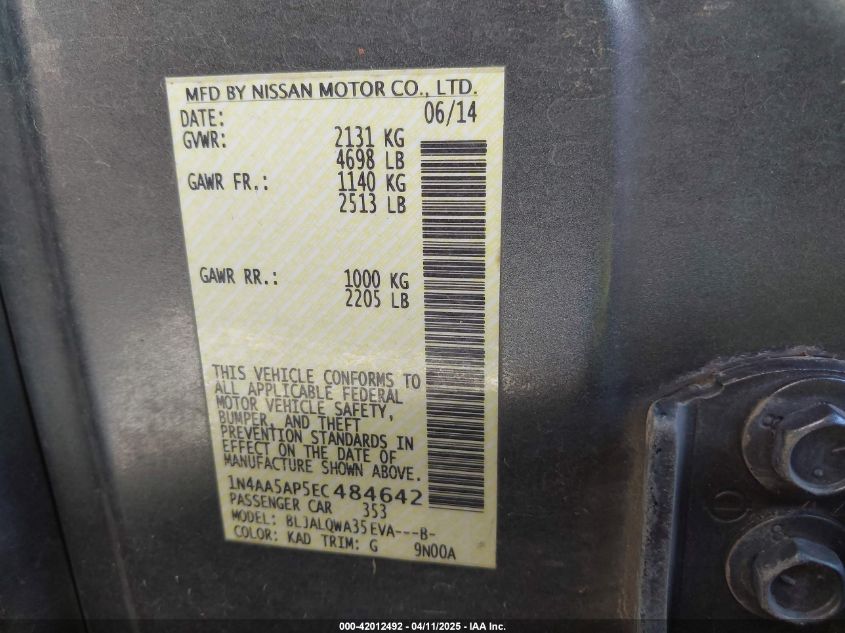 MFD BY NISSAN MOTOR CO., LTD.
DATE: 06/14
GVWR: 2131 KG
4698 LB
GAWR FR.: 1140 KG
2513 LB
GAWR RR.: 1000 KG
2205 LB
THIS VEHICLE CONFORMS TO
ALL APPLICABLE FEDERAL
MOTOR VEHICLE SAFETY,
BUMPER, AND THEFT
PREVENTION STANDARDS IN
EFFECT ON THE DATE OF
MANUFACTURE SHOWN ABOVE.
1N4AA5AP5EC484642
PASSENGER CAR 353
MODEL: BLJALQWA35EVA---B-
COLOR: KAD TRIM: G 9N00A
000-42012492 - 04/11/2025 - IAA Inc.